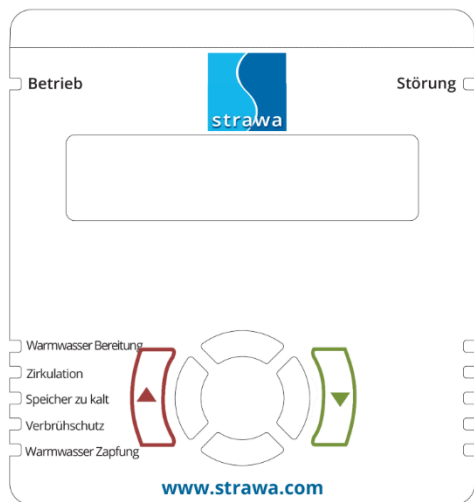 Betrieb
Störung
strawa
Warmwasser Bereitung
Zirkulation
Speicher zu kalt
Verbrühschutz
Warmwasser Zapfung
www.strawa.com